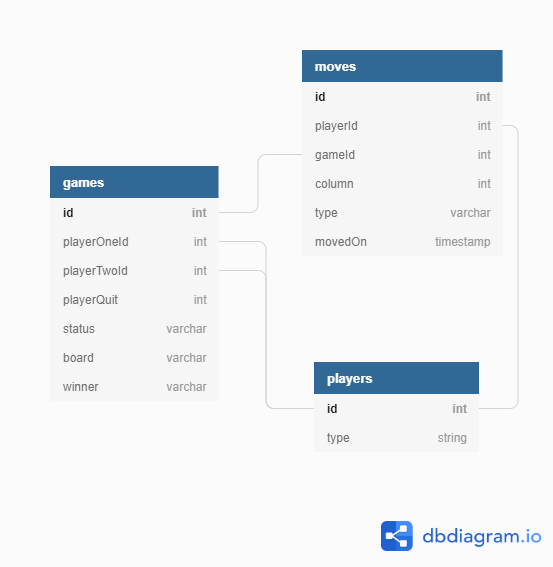 moves
id int
playerId int
gameId int
column int
type varchar
movedOn timestamp
games
id int
playerOneId int
playerTwoId int
playerQuit int
status varchar
board varchar
winner varchar
players
id int
type string
dbdiagram.io